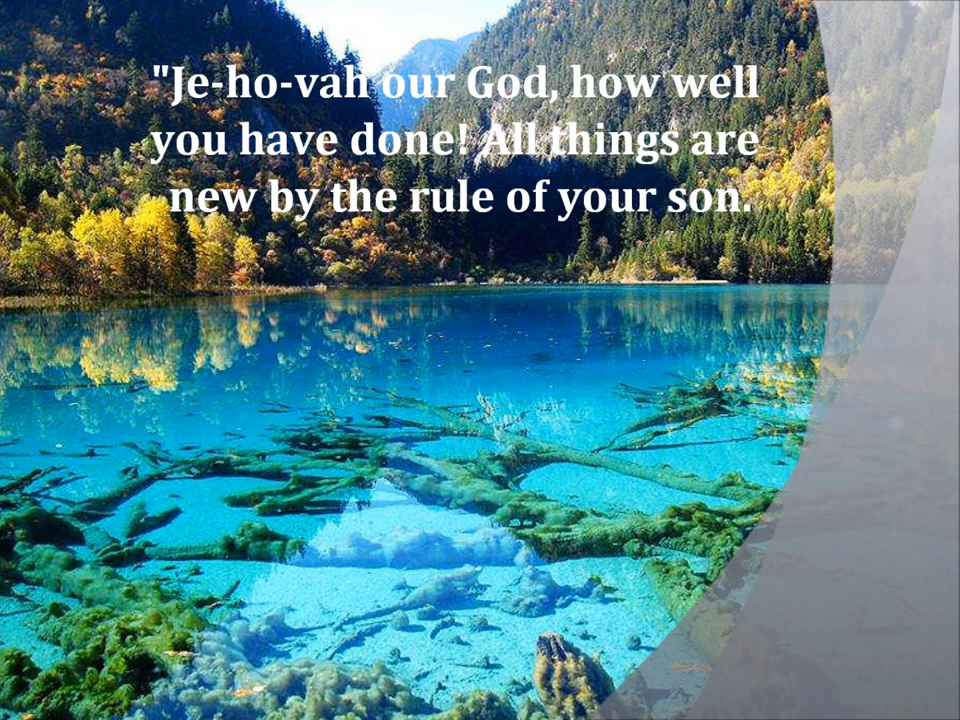 "Je-ho-vah our God, how well
you have done! All things are
new by the rule of your son.